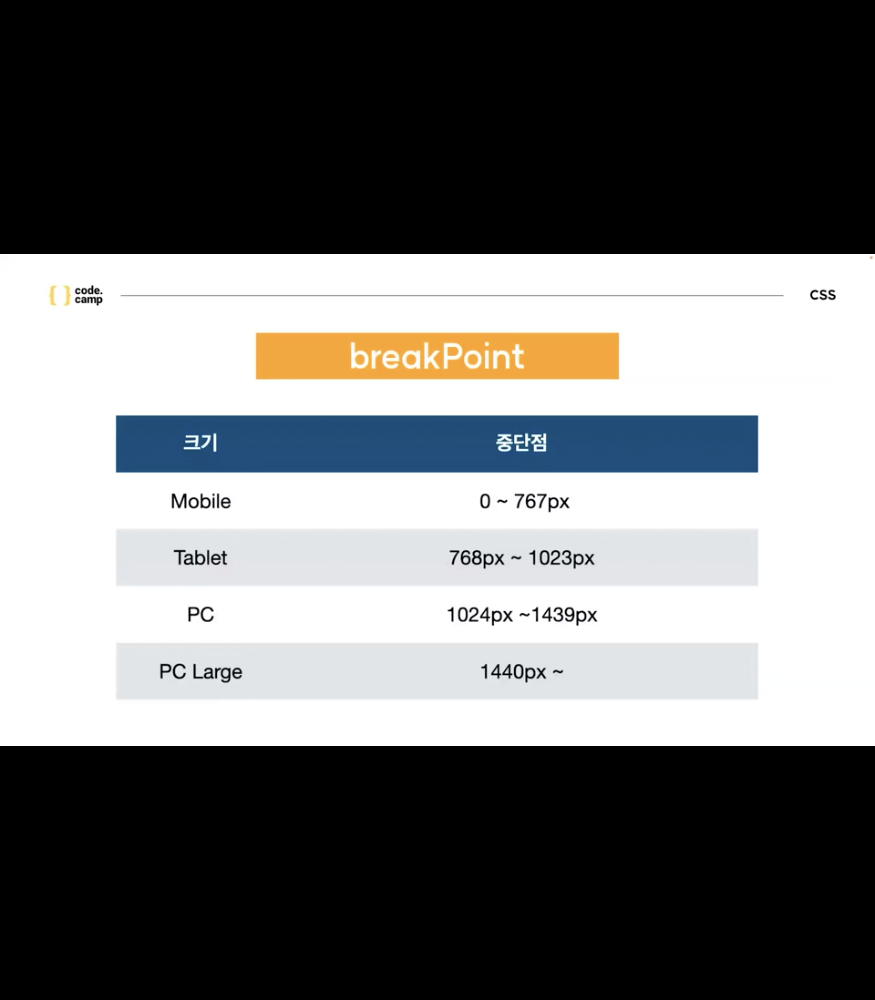 { } code.
camp
CSS
breakPoint
크기 중단점
Mobile 0 ~ 767px
Tablet 768px ~ 1023px
PC 1024px ~1439px
PC Large 1440px ~